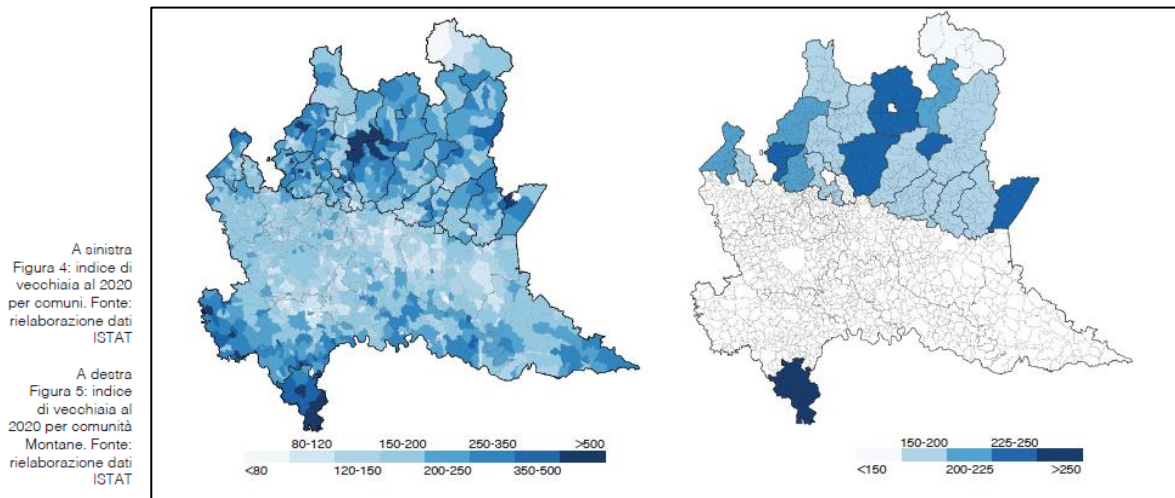 A sinistra
Figura 4: indice di
vecchiaia al 2020
per comuni. Fonte:
rielaborazione dati
ISTAT
A destra
Figura 5: indice
di vecchiaia al
2020 per comunità
Montane. Fonte:
rielaborazione dati
ISTAT
80-120 150-200 250-350 >500
<80 120-150 200-250 350-500
150-200 225-250
<150 200-225 >250